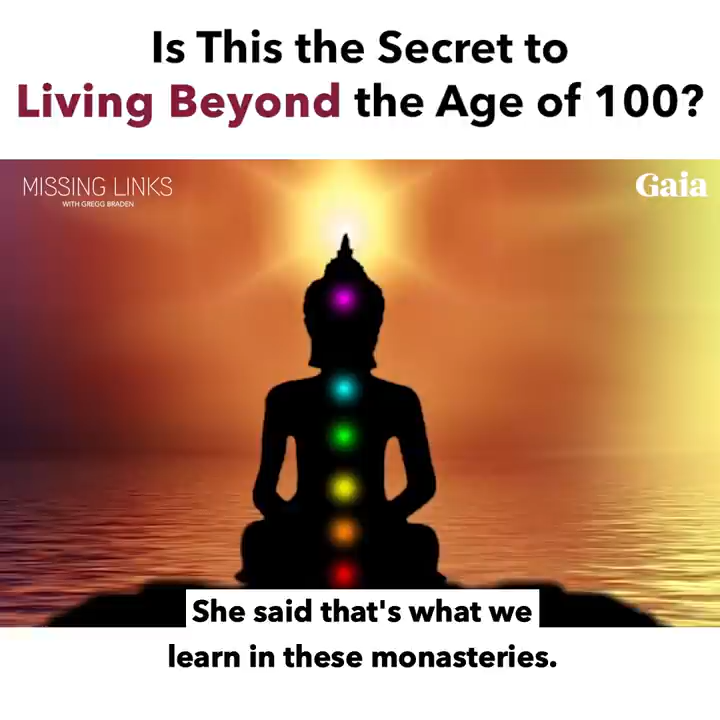 Is This the Secret to
Living Beyond the Age of 100?
MISSING LINKS
WITH GREGG BRADEN
Gaia
She said that's what we
learn in these monasteries.